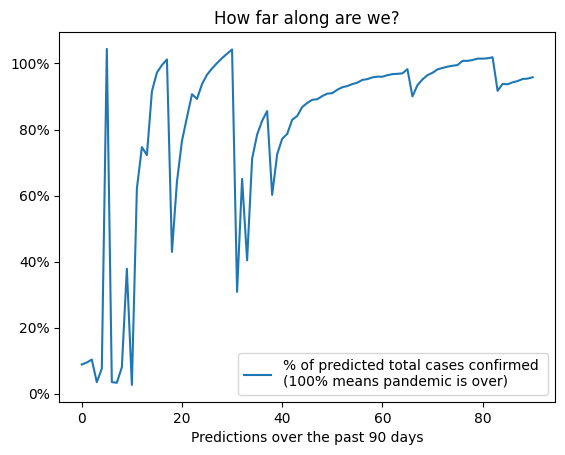 How far along are we?
100%
80%
60%
40%
20%
0%
% of predicted total cases confirmed
(100% means pandemic is over)
0 20 40 60 80
Predictions over the past 90 days